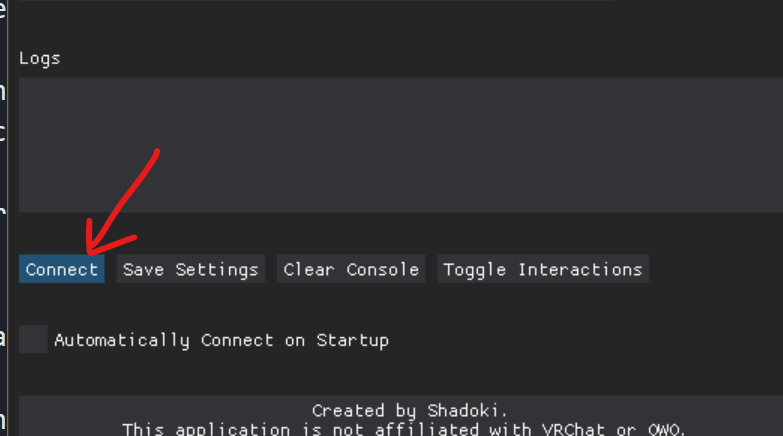 Logs
Connect Save Settings Clear Console Toggle Interactions
Automatically Connect on Startup
Created by Shadoki.
This application is not affiliated with VRChat or OWO.